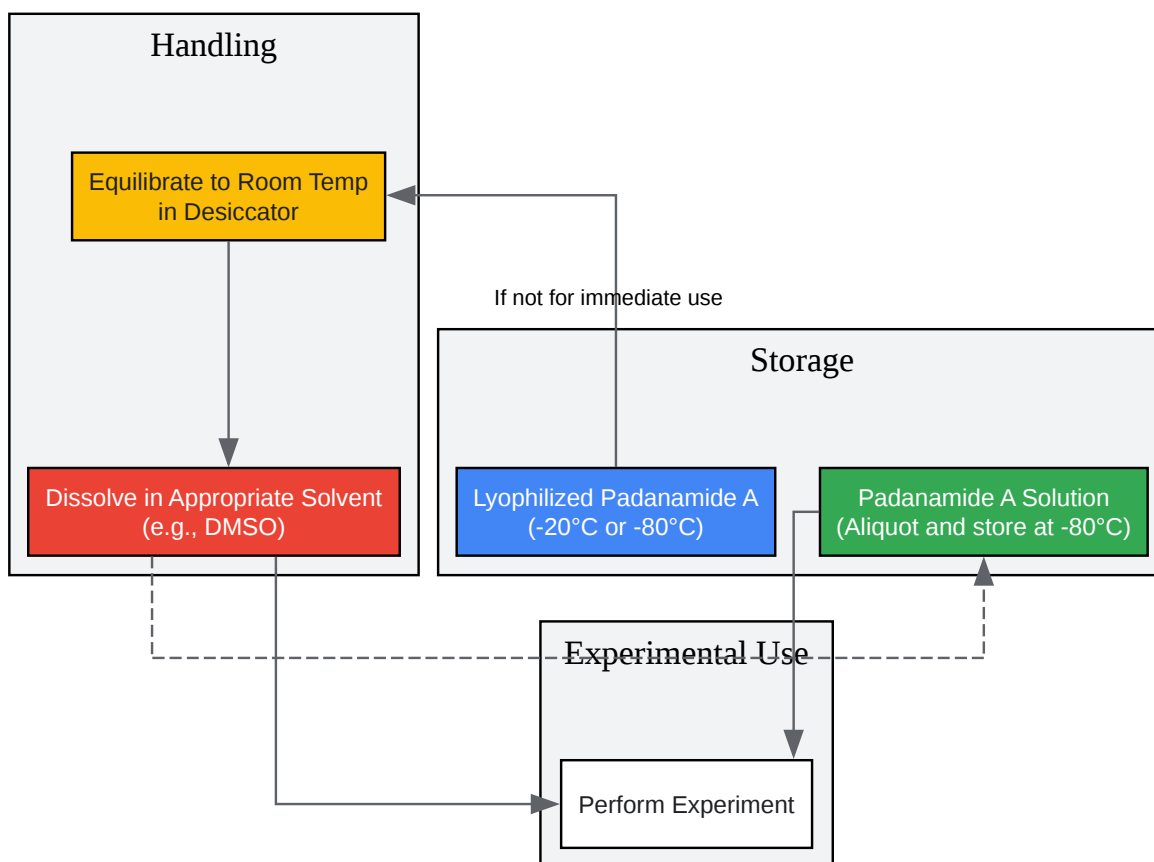 Handling
Equilibrate to Room Temp
in Desiccator
If not for immediate use
Storage
Dissolve in Appropriate Solvent
(e.g., DMSO)
Lyophilized Padanamide A
(-20°C or -80°C)
Padanamide A Solution
(Aliquot and store at -80°C)
Experimental Use
Perform Experiment